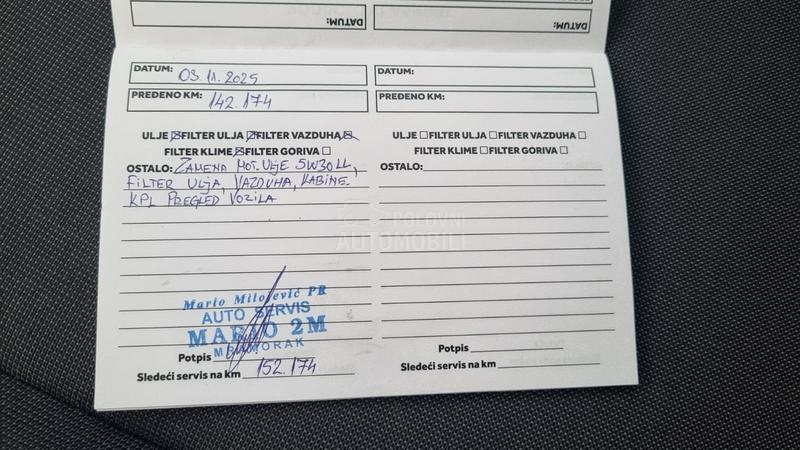 DATUM:
DATUM:
DATUM: 03.11.2025
PREĐENO KM: 142.174
ULJE FILTER ULJA FILTER VAZDUHA
FILTER KLIME FILTER GORIVA
OSTALO: ZAMENA MOT. ULJE 5W30 LL,
FILTER ULJA, VAZDUHA, KABINE.
KPL PREGLED VOZILA
Mario Milojević PR
AUTO SERVIS
MARIO 2M
MRAMORAK
Potpis
Sledeći servis na km 152.174
DATUM:
PREĐENO KM:
ULJE FILTER ULJA FILTER VAZDUHA
FILTER KLIME FILTER GORIVA
OSTALO:
Potpis
Sledeći servis na km
POLOVNI
AUTOMOBILI